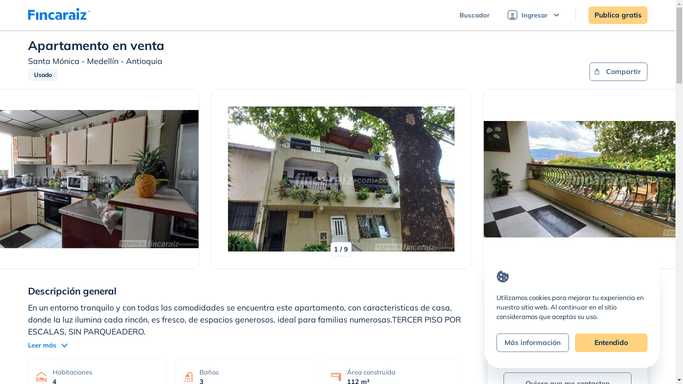 Fincaraiz
Buscador
Ingresar
Publica gratis
Apartamento en venta
Santa Mónica - Medellín - Antioquia
Usado
Compartir
1 / 9
Descripción general
En un entorno tranquilo y con todas las comodidades se encuentra este apartamento, con caracteristicas de casa,
donde la luz ilumina cada rincón, es fresco, de espacios generosos, ideal para familias numerosas.TERCER PISO POR
ESCALAS, SIN PARQUEADERO.
Leer más
Habitaciones
4
Baños
3
Área construida
112 m²
Utilizamos cookies para mejorar tu experiencia en
nuestro sitio web. Al continuar en el sitio
consideramos que aceptas su uso.
Más información
Entendido
Quiero que me contacten